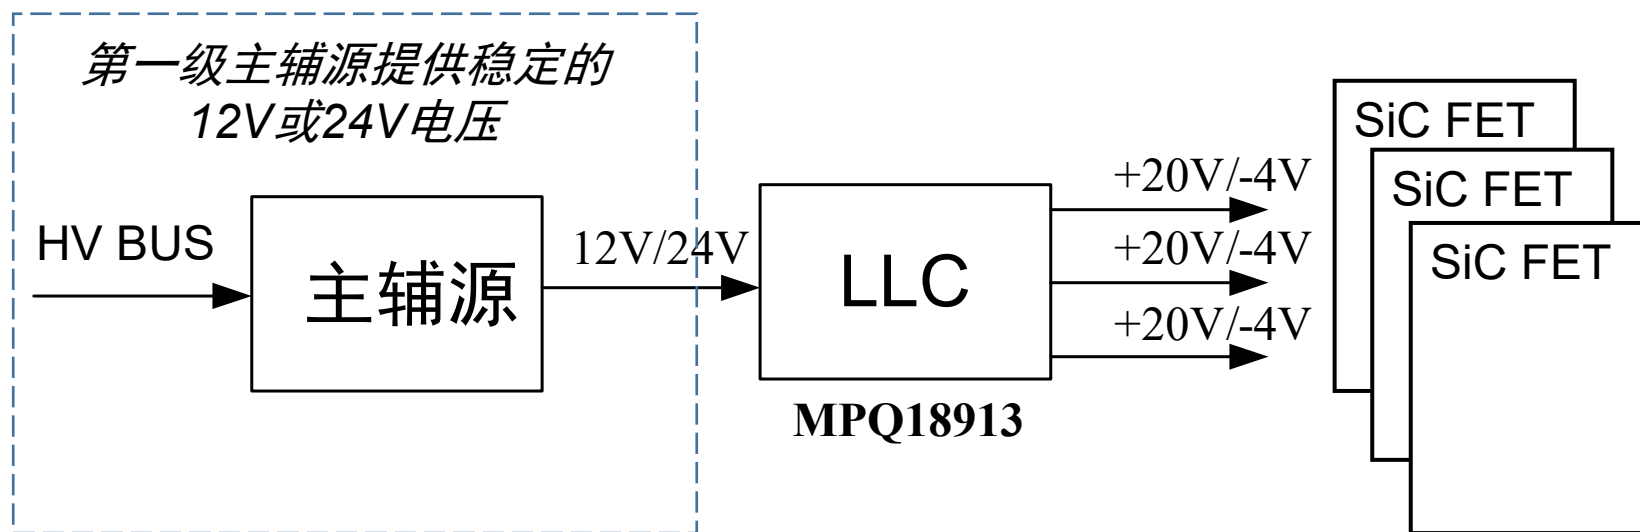 第一级主辅源提供稳定的
12V或24V电压
HV BUS
主辅源
12V/24V
LLC
MPQ18913
+20V/-4V
+20V/-4V
+20V/-4V
SiC FET
SiC FET
SiC FET